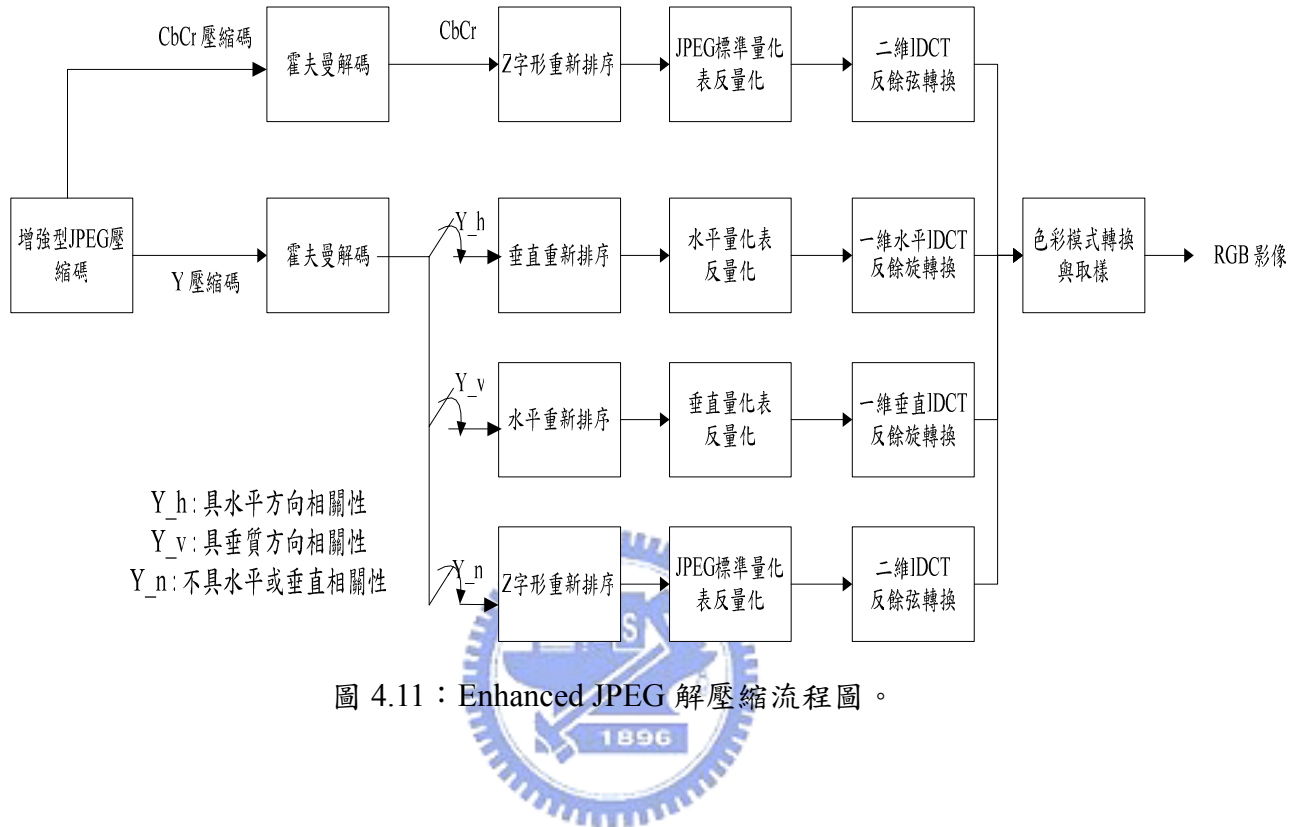 CbCr 壓縮碼
霍夫曼解碼
CbCr
Z字形重新排序
JPEG標準量化
表反量化
二維IDCT
反餘弦轉換
增強型JPEG壓
縮碼
Y 壓縮碼
霍夫曼解碼
Y_h
垂直重新排序
水平量化表
反量化
一維水平IDCT
反餘旋轉換
色彩模式轉換
與取樣
RGB 影像
Y_v
水平重新排序
垂直量化表
反量化
一維垂直IDCT
反餘旋轉換
Y_h：具水平方向相關性
Y_v：具垂質方向相關性
Y_n：不具水平或垂直相關性
Y_n
Z字形重新排序
JPEG標準量化
表反量化
二維IDCT
反餘弦轉換
圖 4.11：Enhanced JPEG 解壓縮流程圖。
1896